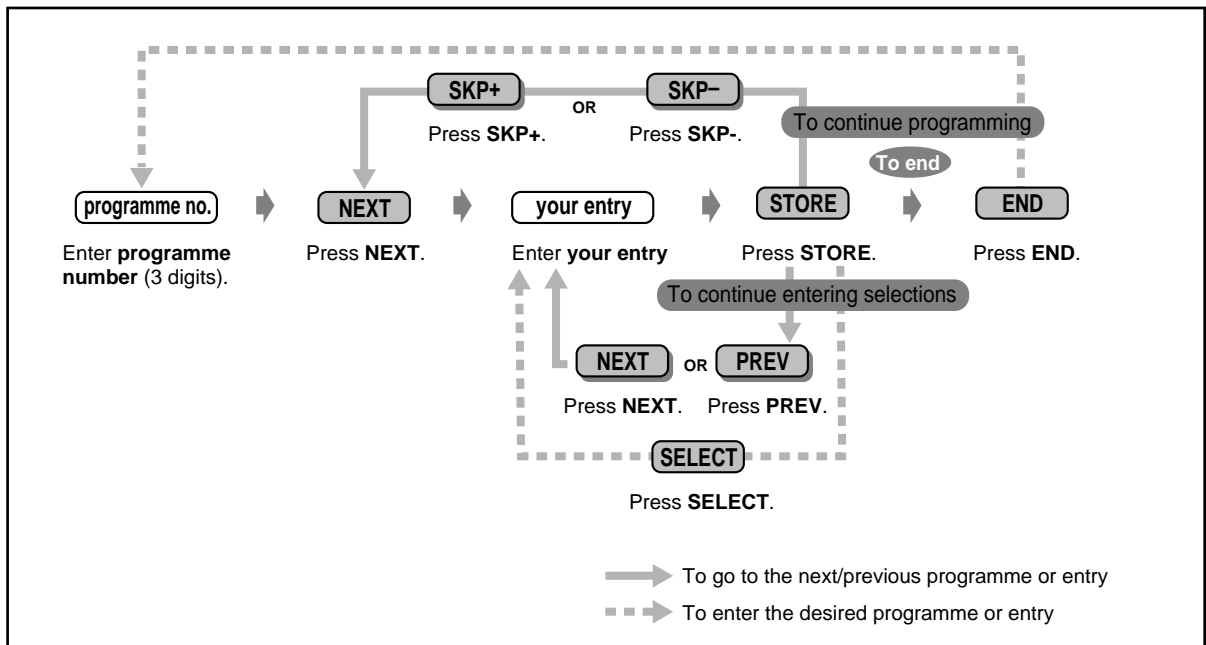 SKP+
OR
SKP–
Press SKP+.
Press SKP-.
To continue programming
To end
programme no.
NEXT
your entry
STORE
END
Enter programme
number (3 digits).
Press NEXT.
Enter your entry
Press STORE.
Press END.
To continue entering selections
NEXT
OR
PREV
Press NEXT.
Press PREV.
SELECT
Press SELECT.
To go to the next/previous programme or entry
To enter the desired programme or entry